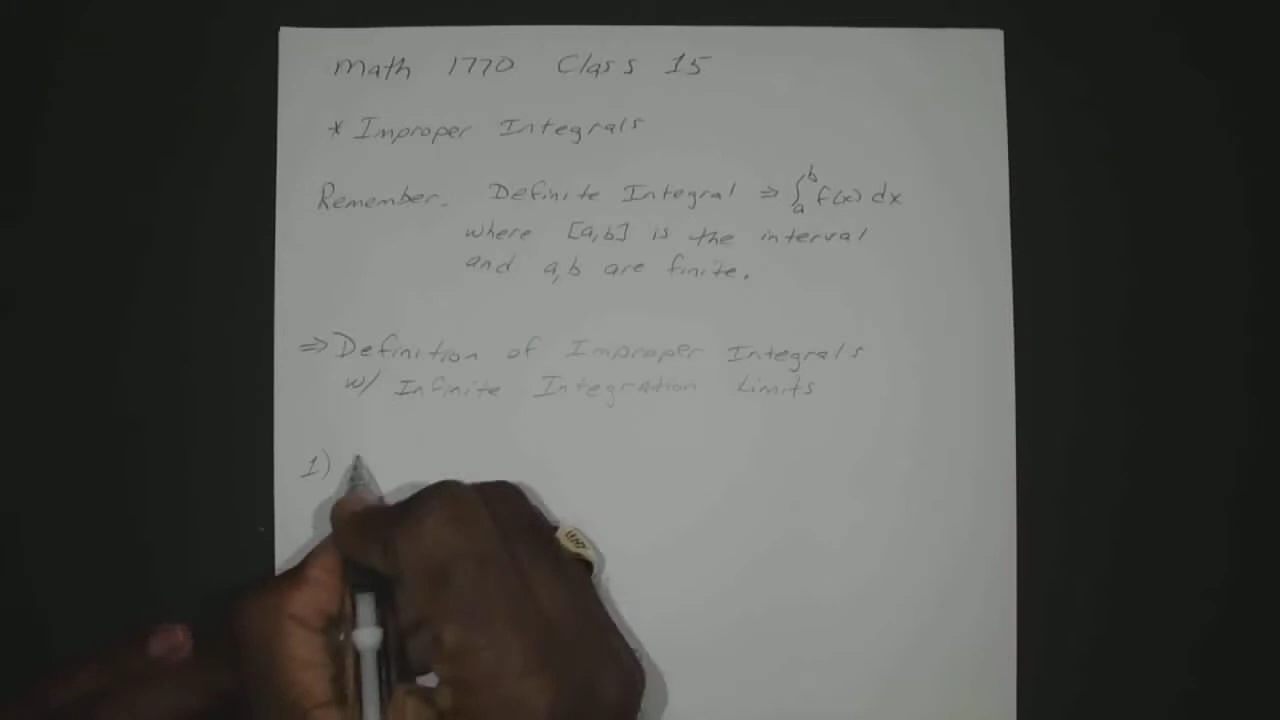 Math 1770 Class 15
* Improper Integrals
Remember. Definite Integral ⇒ ∫_a^b f(x) dx
where [a,b] is the interval
and a,b are finite.
⇒ Definition of Improper Integrals
w/ Infinite Integration Limits
1)